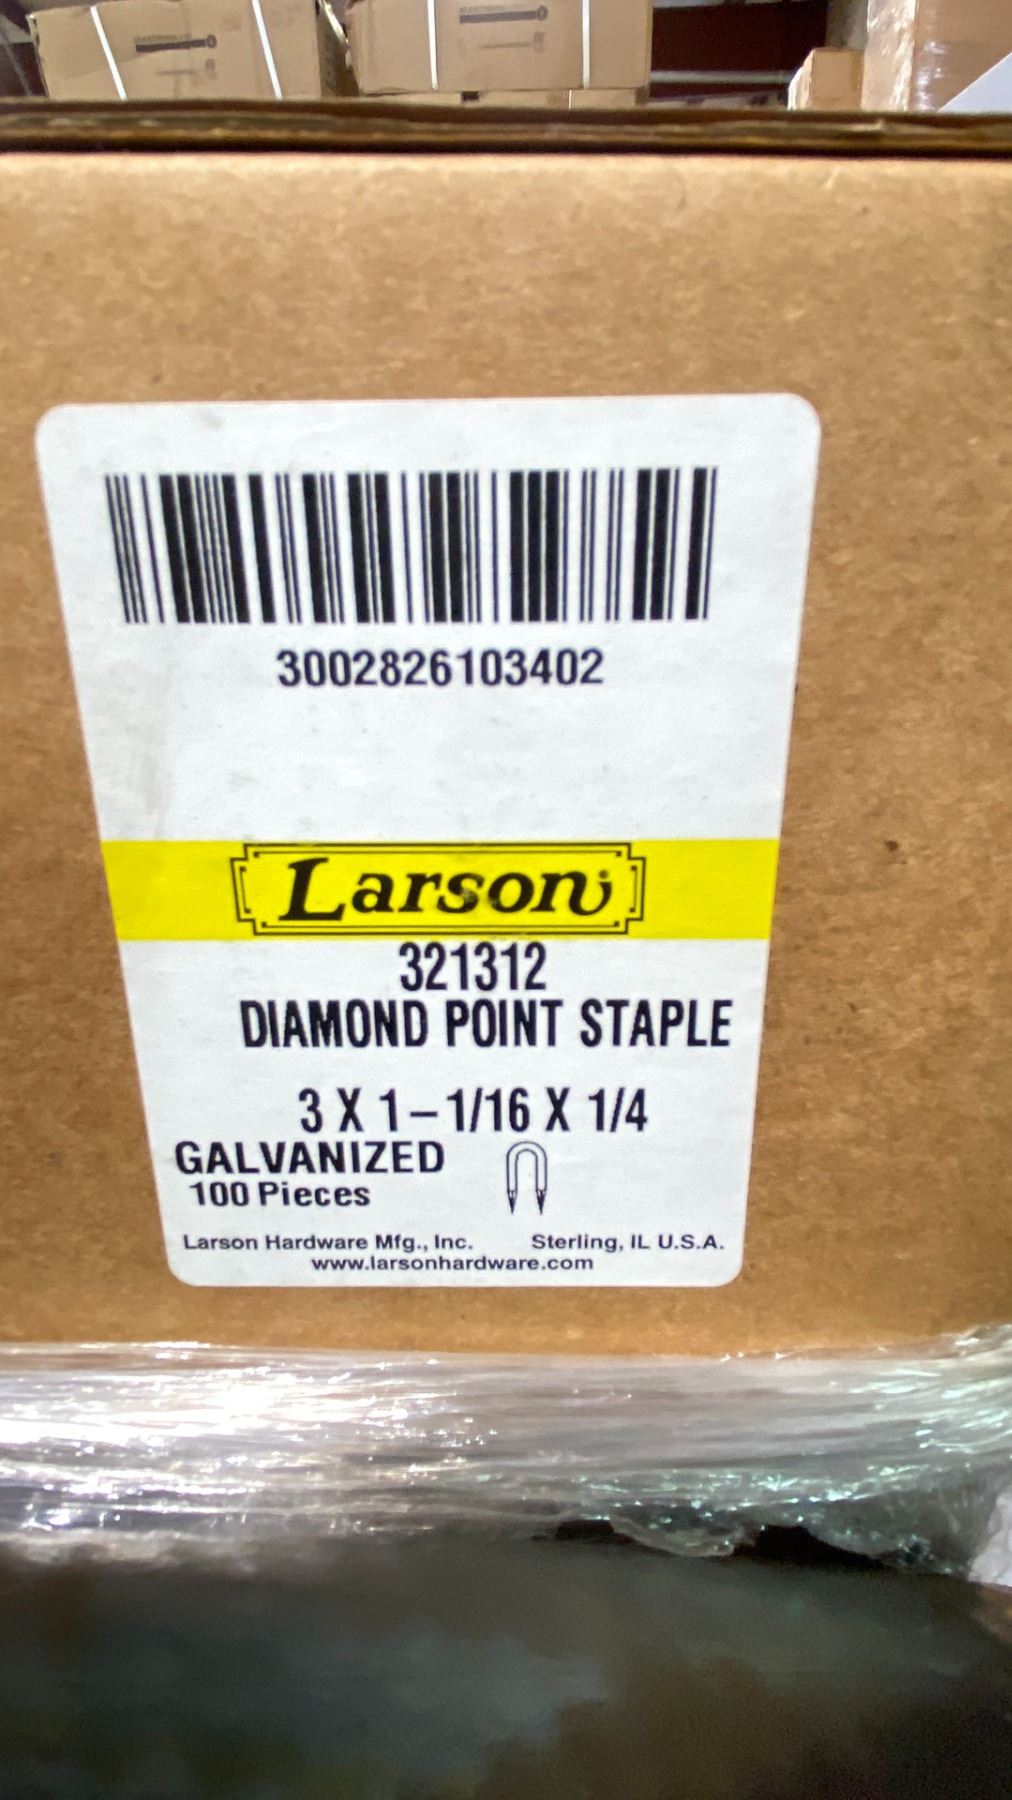 3002826103402
Larson
321312
DIAMOND POINT STAPLE
3 X 1-1/16 X 1/4
GALVANIZED
100 Pieces
Larson Hardware Mfg., Inc. Sterling, IL U.S.A.
www.larsonhardware.com